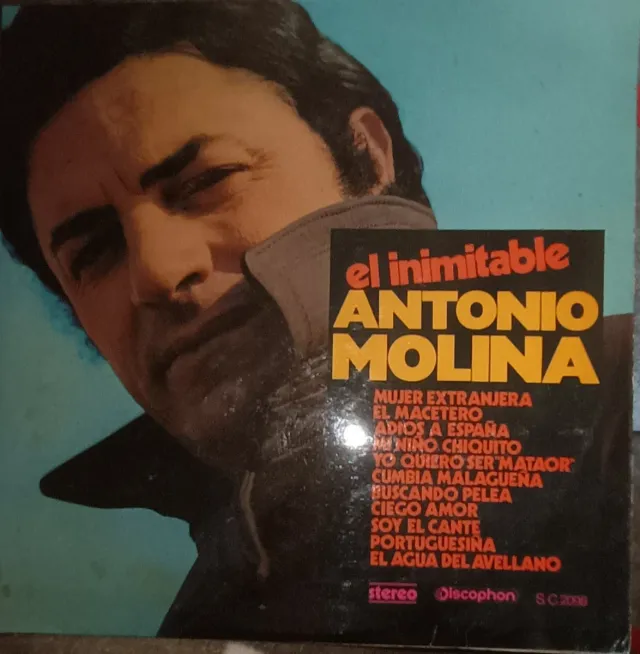 el inimitable
ANTONIO
MOLINA
MUJER EXTRANJERA
EL MACETERO
ADIOS A ESPAÑA
MI NIÑO CHIQUITO
YO QUIERO SER "MATAOR"
CUMBIA MALAGUEÑA
BUSCANDO PELEA
CIEGO AMOR
SOY EL CANTE
PORTUGUESIÑA
EL AGUA DEL AVELLANO
stereo Discophon S.C. 2098